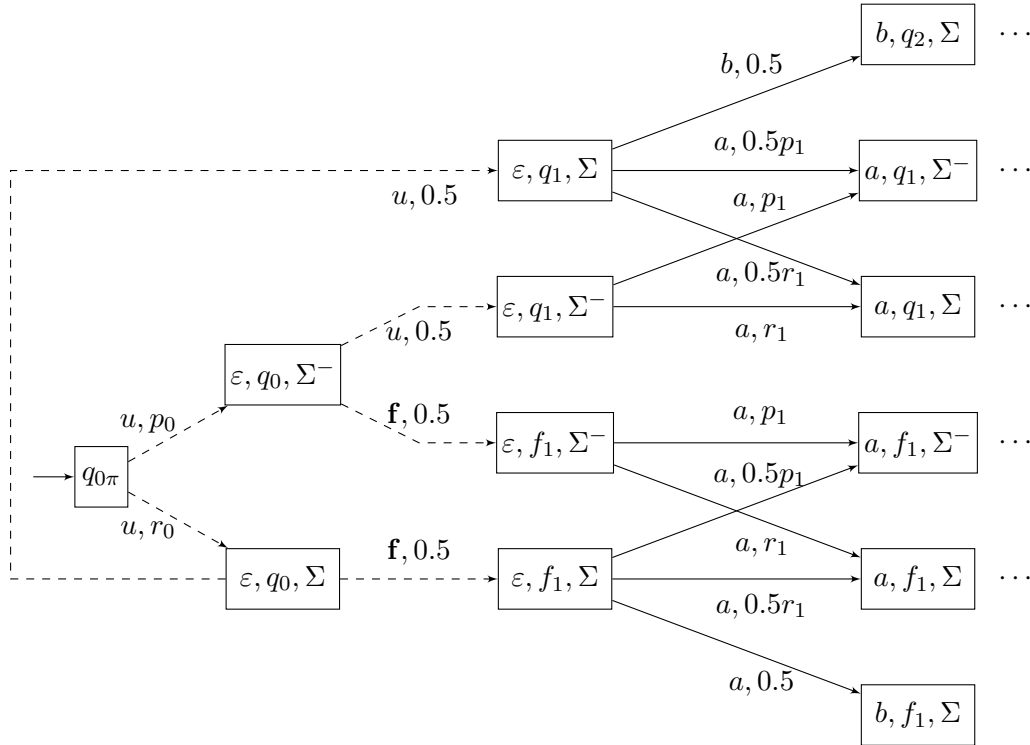 b, q₂, Σ
⋯
b, 0.5
a, 0.5p₁
ε, q₁, Σ
a, q₁, Σ⁻
⋯
u, 0.5
a, p₁
a, 0.5r₁
ε, q₁, Σ⁻
a, q₁, Σ
⋯
u, 0.5
a, r₁
ε, q₀, Σ⁻
u, p₀
f, 0.5
a, p₁
ε, f₁, Σ⁻
a, f₁, Σ⁻
⋯
q₀π
a, 0.5p₁
u, r₀
f, 0.5
a, r₁
ε, q₀, Σ
ε, f₁, Σ
a, f₁, Σ
⋯
a, 0.5r₁
a, 0.5
b, f₁, Σ